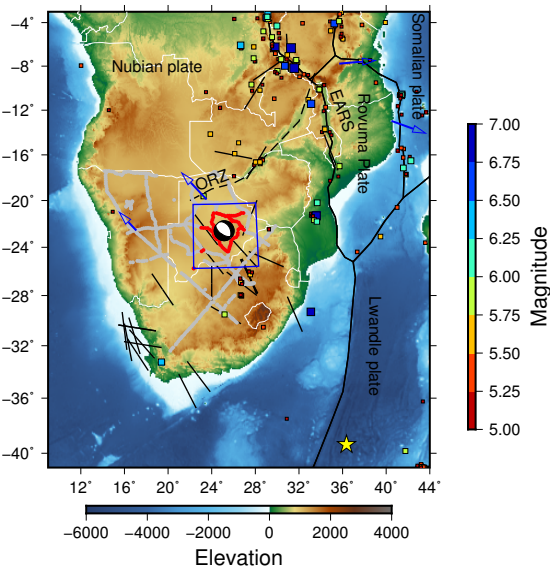 −4˚
−8˚
−12˚
−16˚
−20˚
−24˚
−28˚
−32˚
−36˚
−40˚
12˚ 16˚ 20˚ 24˚ 28˚ 32˚ 36˚ 40˚ 44˚
Nubian plate
Somalian plate
EARS
Rovuma Plate
ORZ
Lwandle plate
7.00
6.75
6.50
6.25
6.00
5.75
5.50
5.25
5.00
Magnitude
−6000 −4000 −2000 0 2000 4000
Elevation